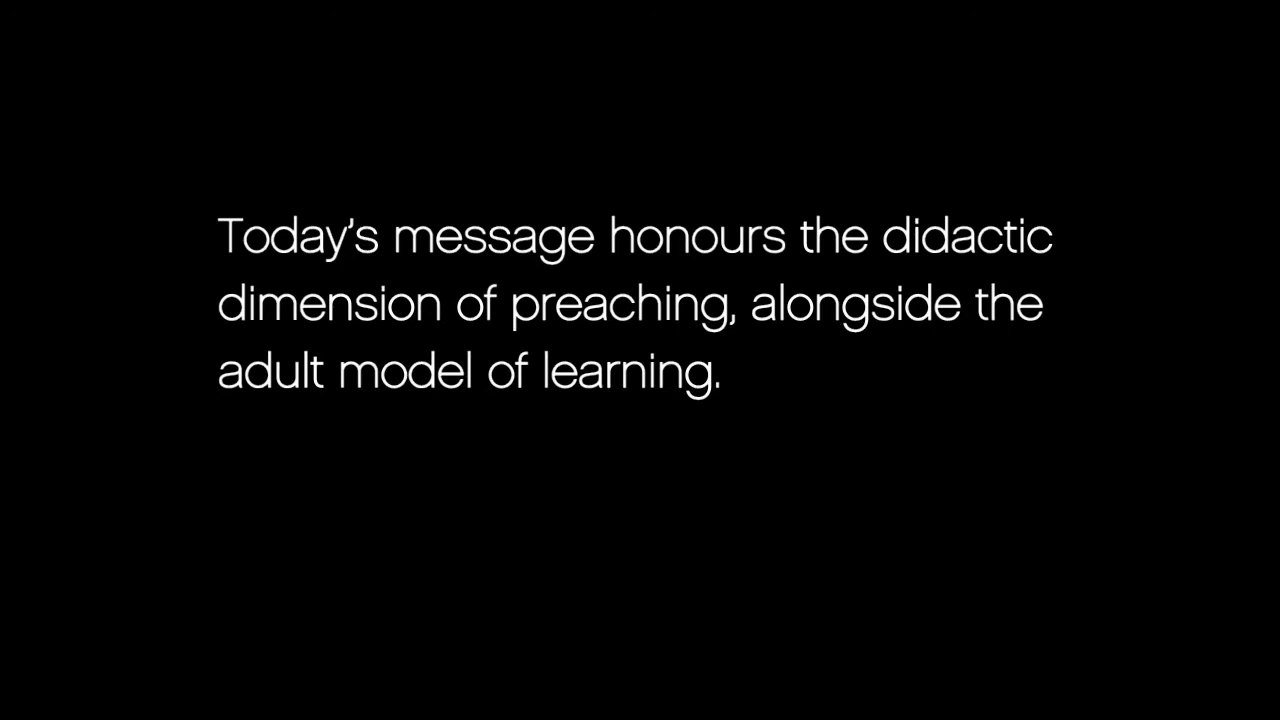 Today's message honours the didactic
dimension of preaching, alongside the
adult model of learning.